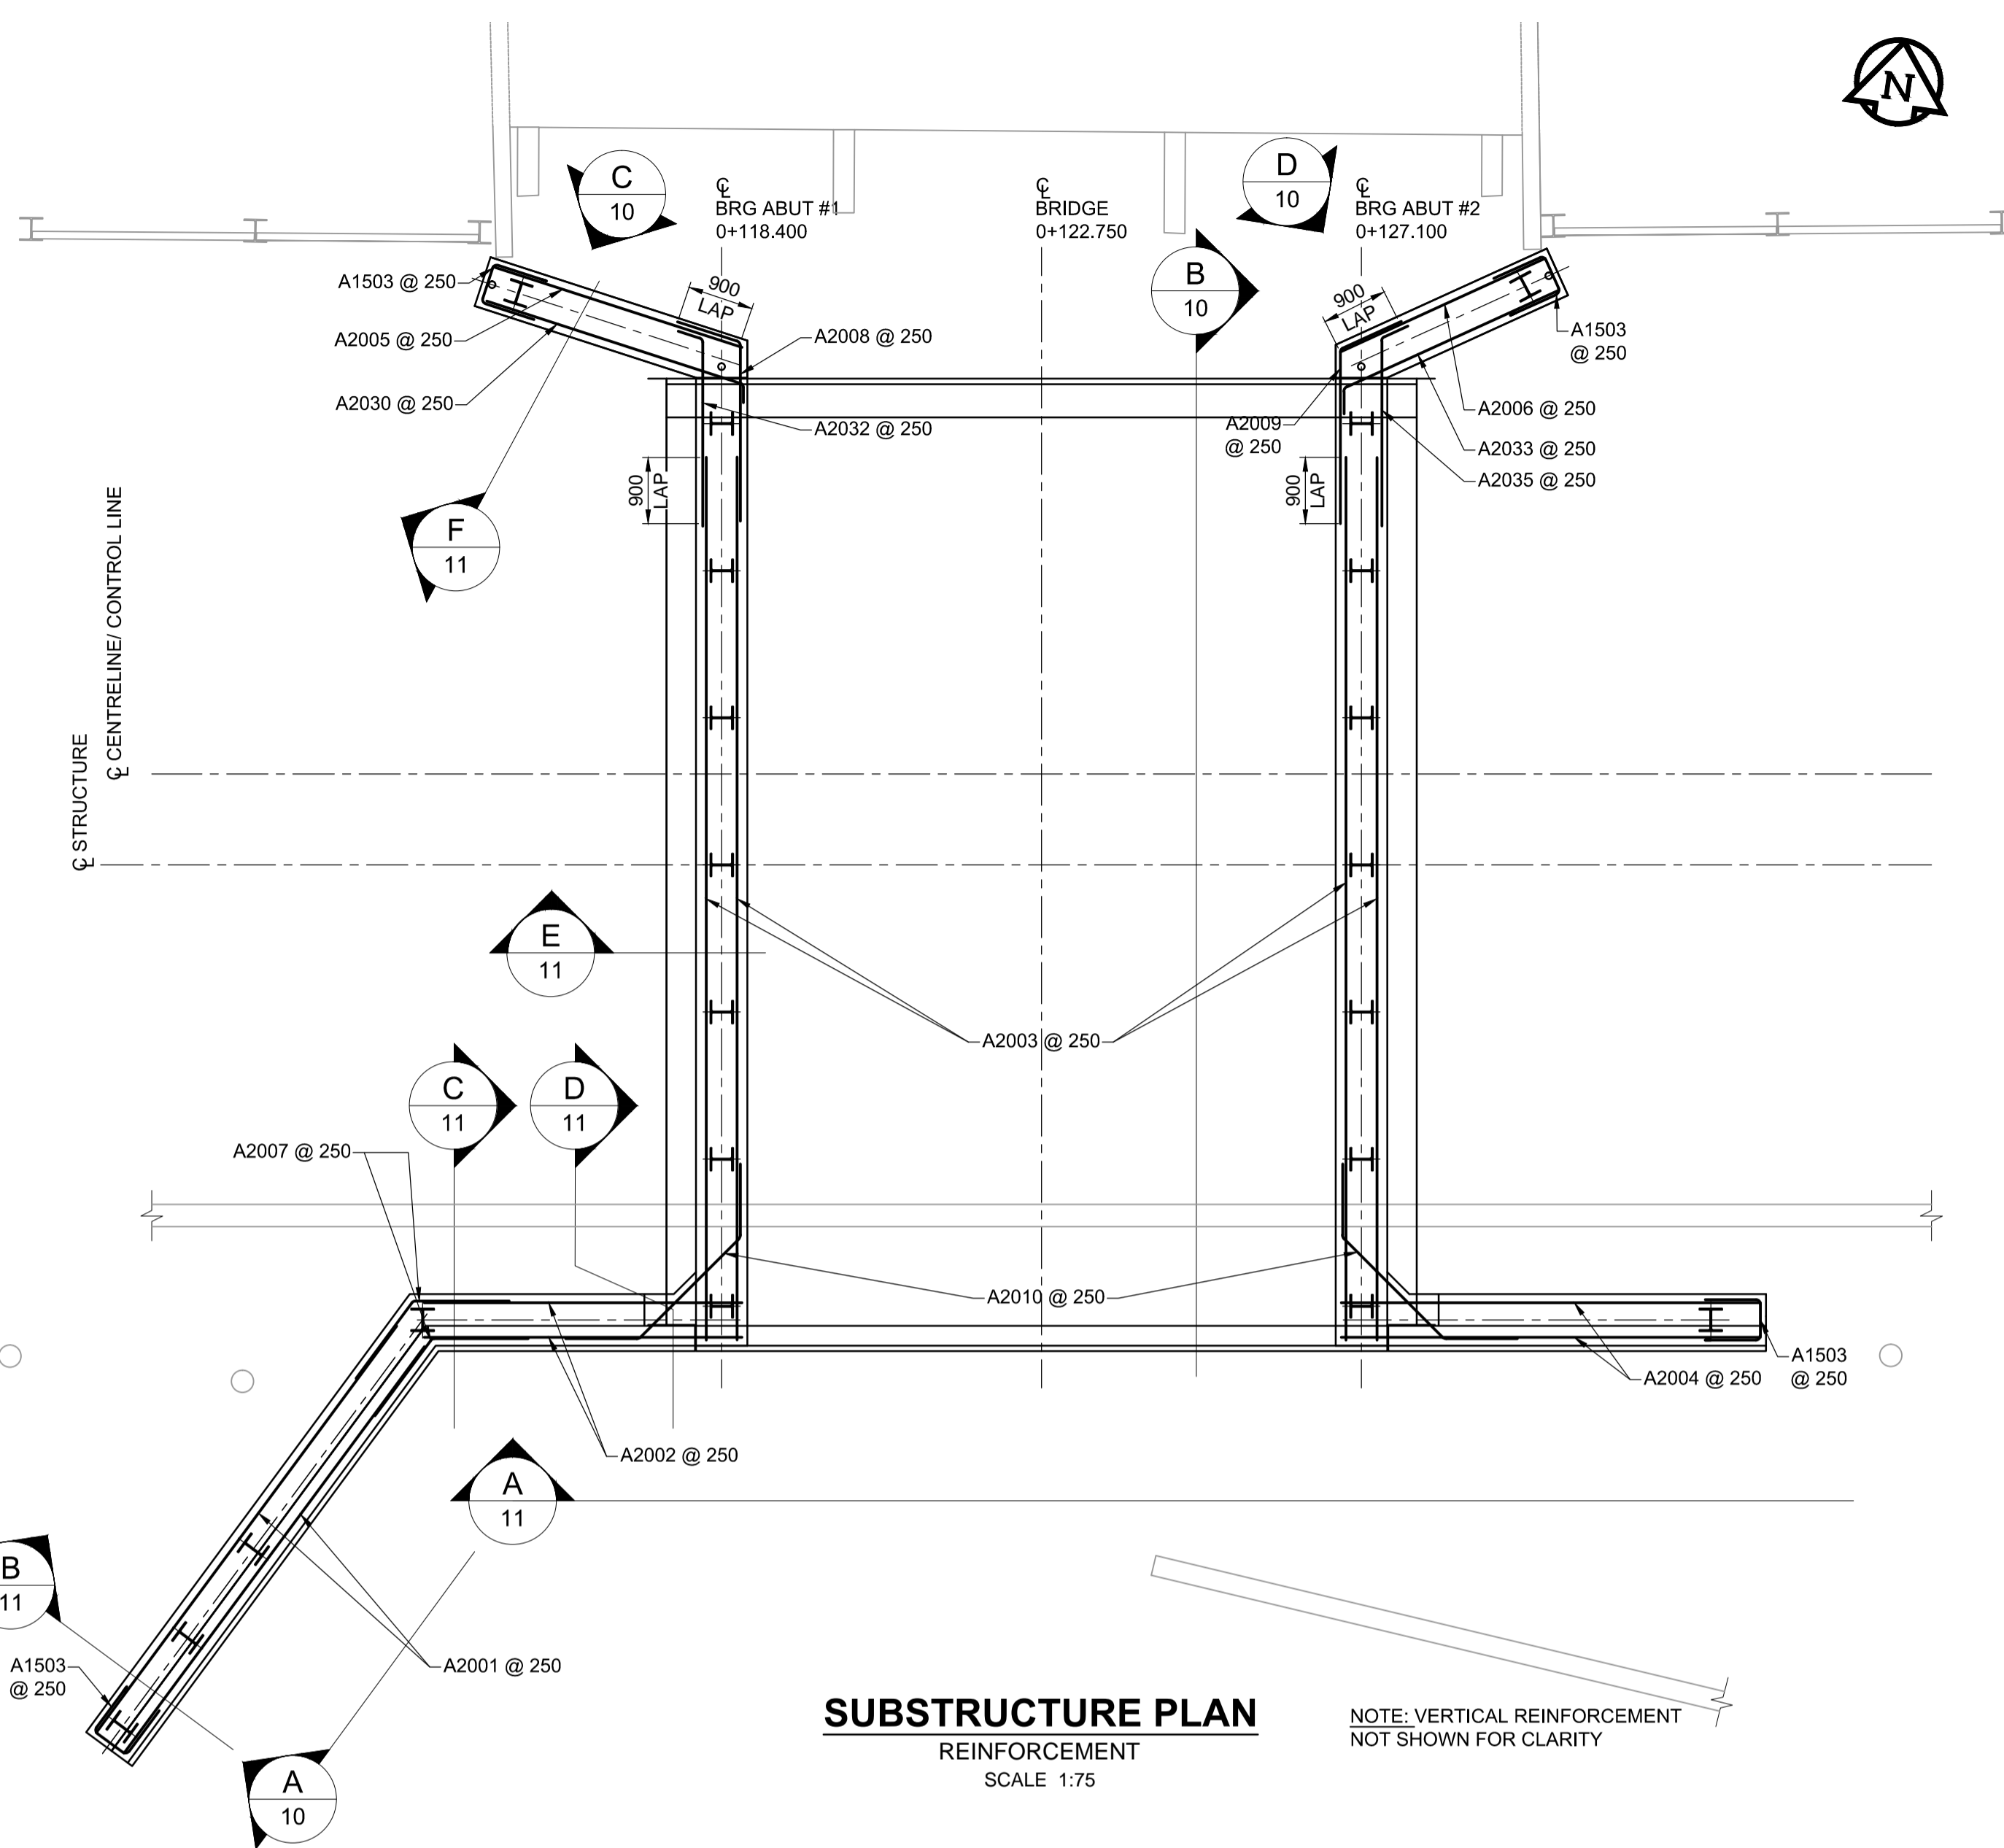 N
C
10
D
10
℄
BRG ABUT #1
0+118.400
℄
BRIDGE
0+122.750
℄
BRG ABUT #2
0+127.100
B
10
A1503 @ 250
900
LAP
900
LAP
A2005 @ 250
A2008 @ 250
A1503
@ 250
A2030 @ 250
A2032 @ 250
A2009
@ 250
A2006 @ 250
A2033 @ 250
A2035 @ 250
900
LAP
900
LAP
F
11
℄ CENTRELINE/ CONTROL LINE
℄ STRUCTURE
E
11
A2003 @ 250
C
11
D
11
A2007 @ 250
A2010 @ 250
A1503
@ 250
A2004 @ 250
A2002 @ 250
A
11
B
11
A1503
@ 250
A2001 @ 250
A
10
SUBSTRUCTURE PLAN
REINFORCEMENT
SCALE 1:75
NOTE: VERTICAL REINFORCEMENT
NOT SHOWN FOR CLARITY